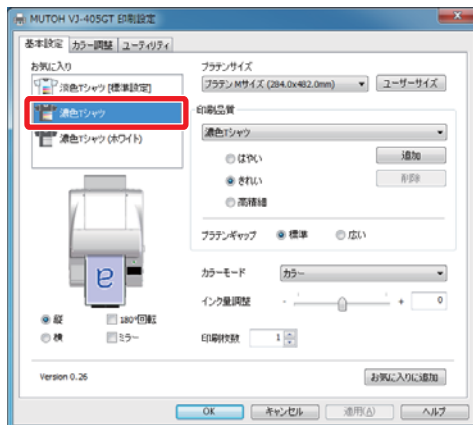 MUTOH VJ-405GT 印刷設定
基本設定 カラー調整 ユーティリティ
お気に入り
淡色Tシャツ [標準設定]
濃色Tシャツ
濃色Tシャツ (ホワイト)
a
縦 180°回転
横 ミラー
プラテンサイズ
プラテン Mサイズ (284.0x482.0mm) ユーザーサイズ
印刷品質
濃色Tシャツ
はやい 追加
きれい 削除
高精細
プラテンギャップ 標準 広い
カラーモード カラー
インク量調整 - + 0
印刷枚数 1
Version 0.26 お気に入りに追加
OK キャンセル 適用(A) ヘルプ